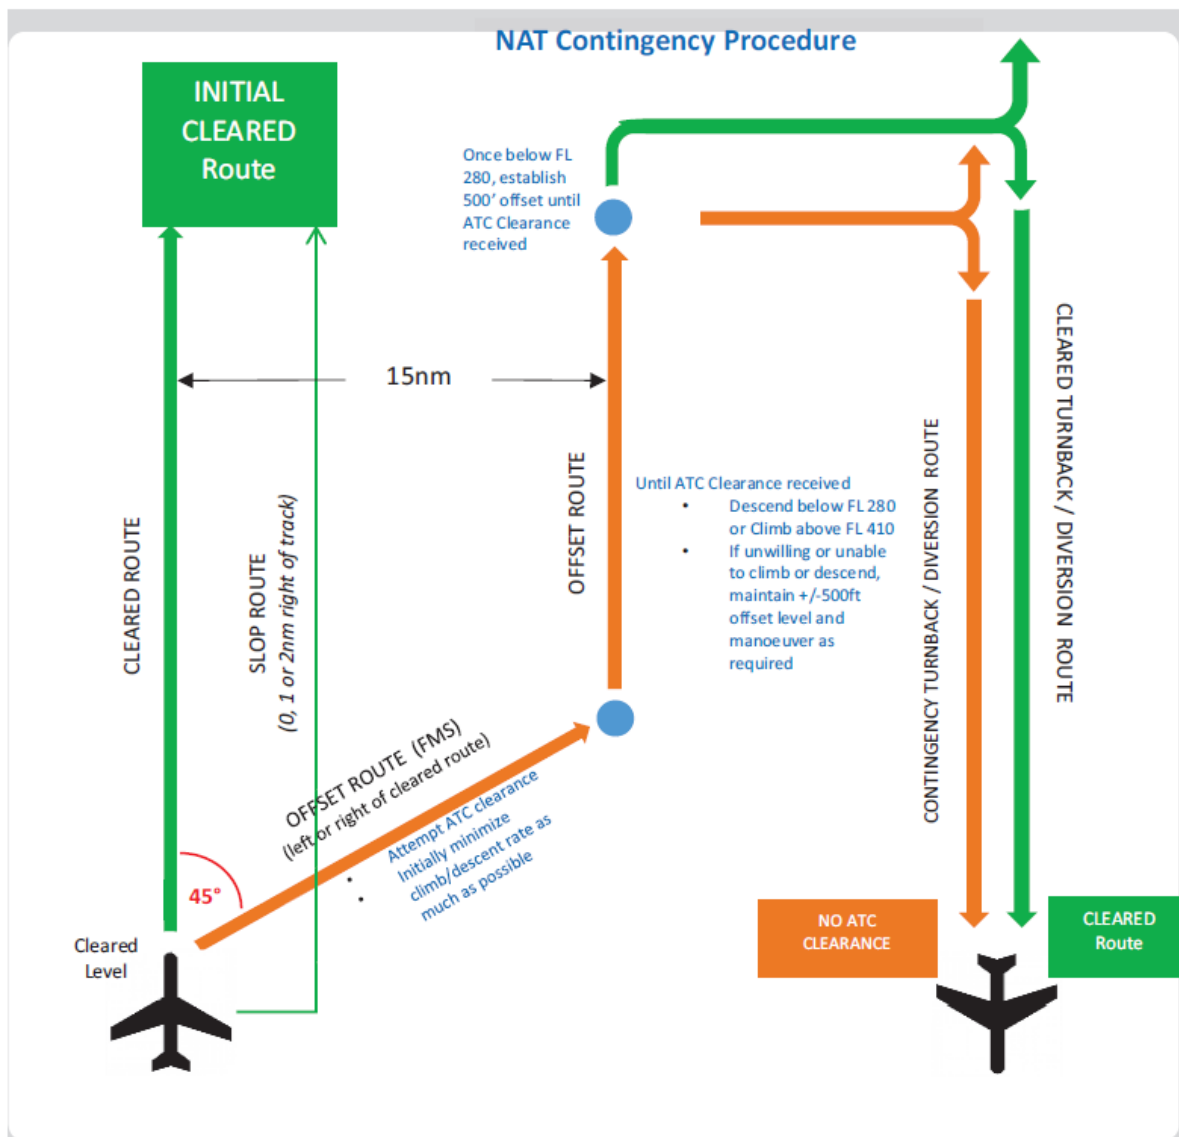 NAT Contingency Procedure
INITIAL
CLEARED
Route
Once below FL
280, establish
500’ offset until
ATC Clearance
received
15nm
CLEARED ROUTE
SLOP ROUTE
(0, 1 or 2nm right of track)
OFFSET ROUTE
Until ATC Clearance received
• Descend below FL 280
or Climb above FL 410
• If unwilling or unable
to climb or descend,
maintain +/-500ft
offset level and
manoeuver as
required
CONTINGENCY TURNBACK / DIVERSION ROUTE
CLEARED TURNBACK / DIVERSION ROUTE
OFFSET ROUTE (FMS)
(left or right of cleared route)
• Attempt ATC clearance
• Initially minimize
climb/descent rate as
much as possible
45°
Cleared
Level
NO ATC
CLEARANCE
CLEARED
Route